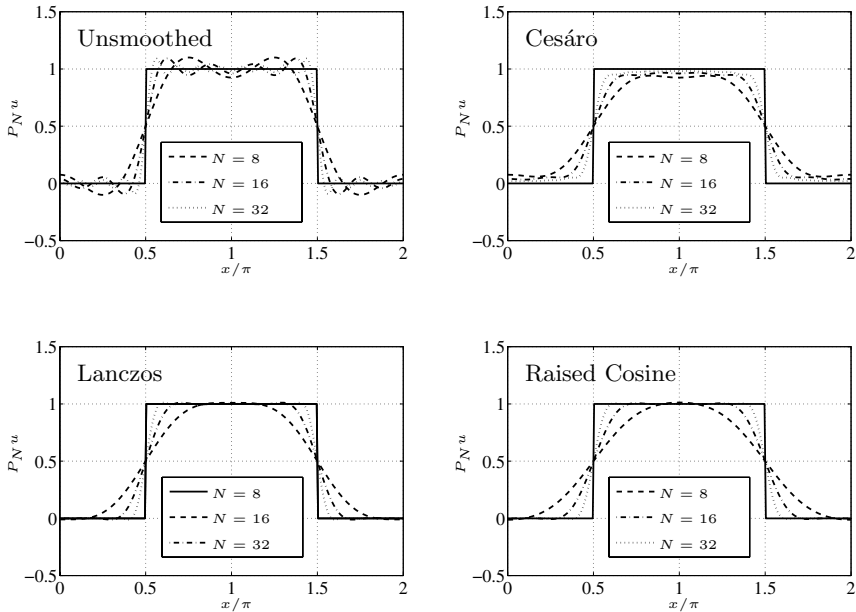 1.5
Unsmoothed
1
P_N u
0.5
N = 8
N = 16
0
N = 32
−0.5
0 0.5 1 1.5 2
x/π
1.5
Cesáro
1
P_N u
0.5
N = 8
N = 16
0
N = 32
−0.5
0 0.5 1 1.5 2
x/π
1.5
Lanczos
1
P_N u
0.5
N = 8
N = 16
0
N = 32
−0.5
0 0.5 1 1.5 2
x/π
1.5
Raised Cosine
1
P_N u
0.5
N = 8
N = 16
0
N = 32
−0.5
0 0.5 1 1.5 2
x/π